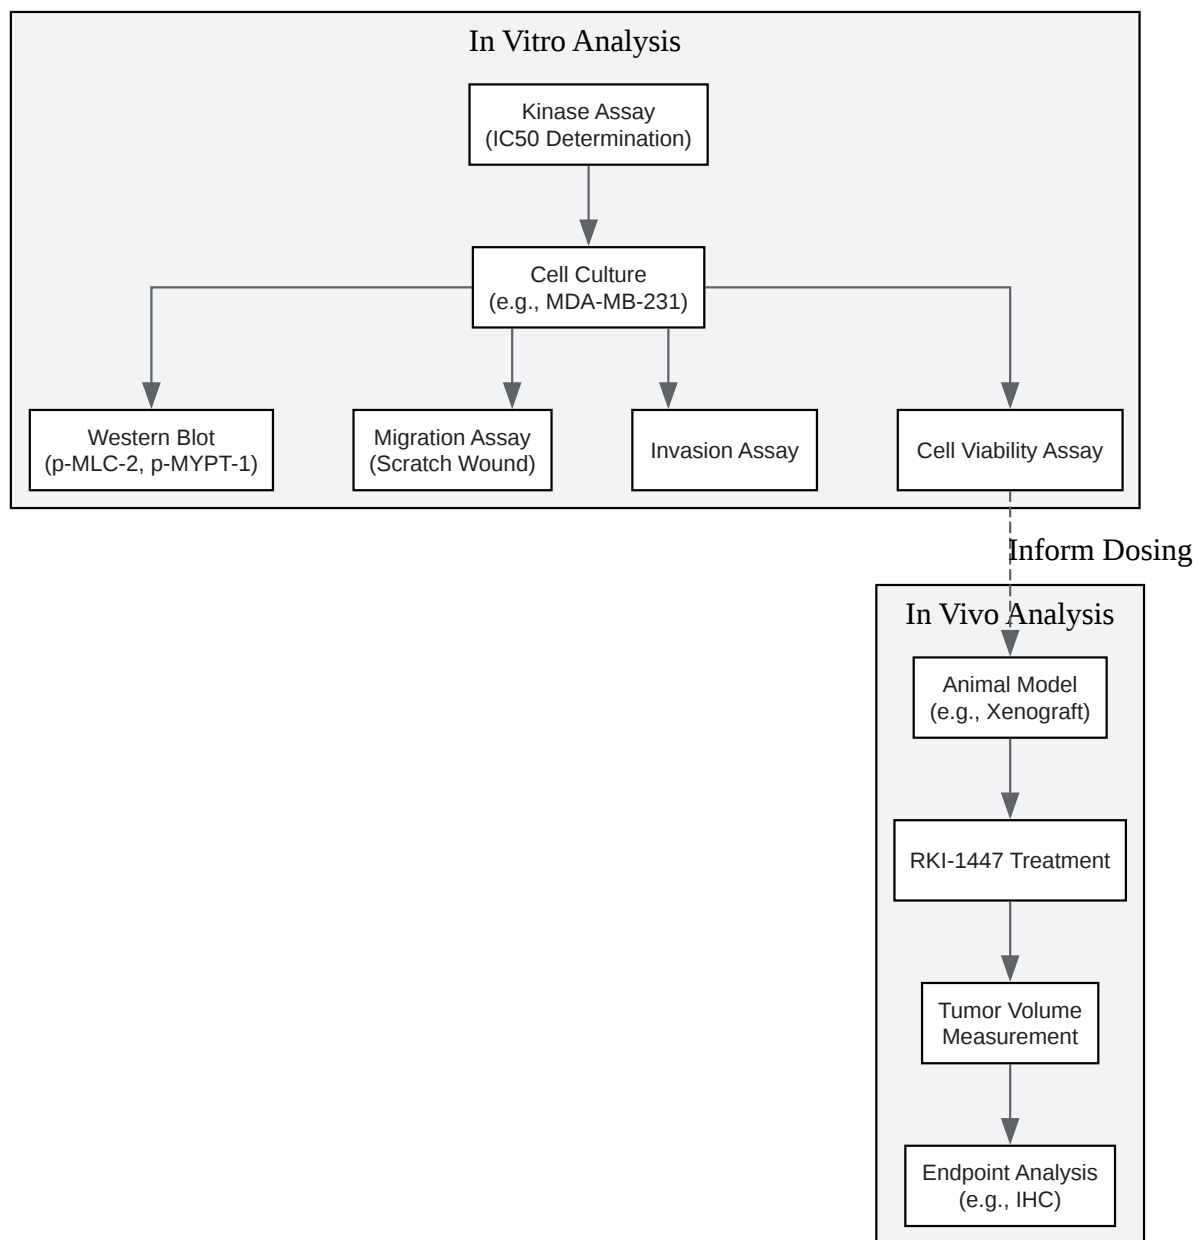 In Vitro Analysis
Kinase Assay
(IC50 Determination)
Cell Culture
(e.g., MDA-MB-231)
Western Blot
(p-MLC-2, p-MYPT-1)
Migration Assay
(Scratch Wound)
Invasion Assay
Cell Viability Assay
Inform Dosing
In Vivo Analysis
Animal Model
(e.g., Xenograft)
RKI-1447 Treatment
Tumor Volume
Measurement
Endpoint Analysis
(e.g., IHC)